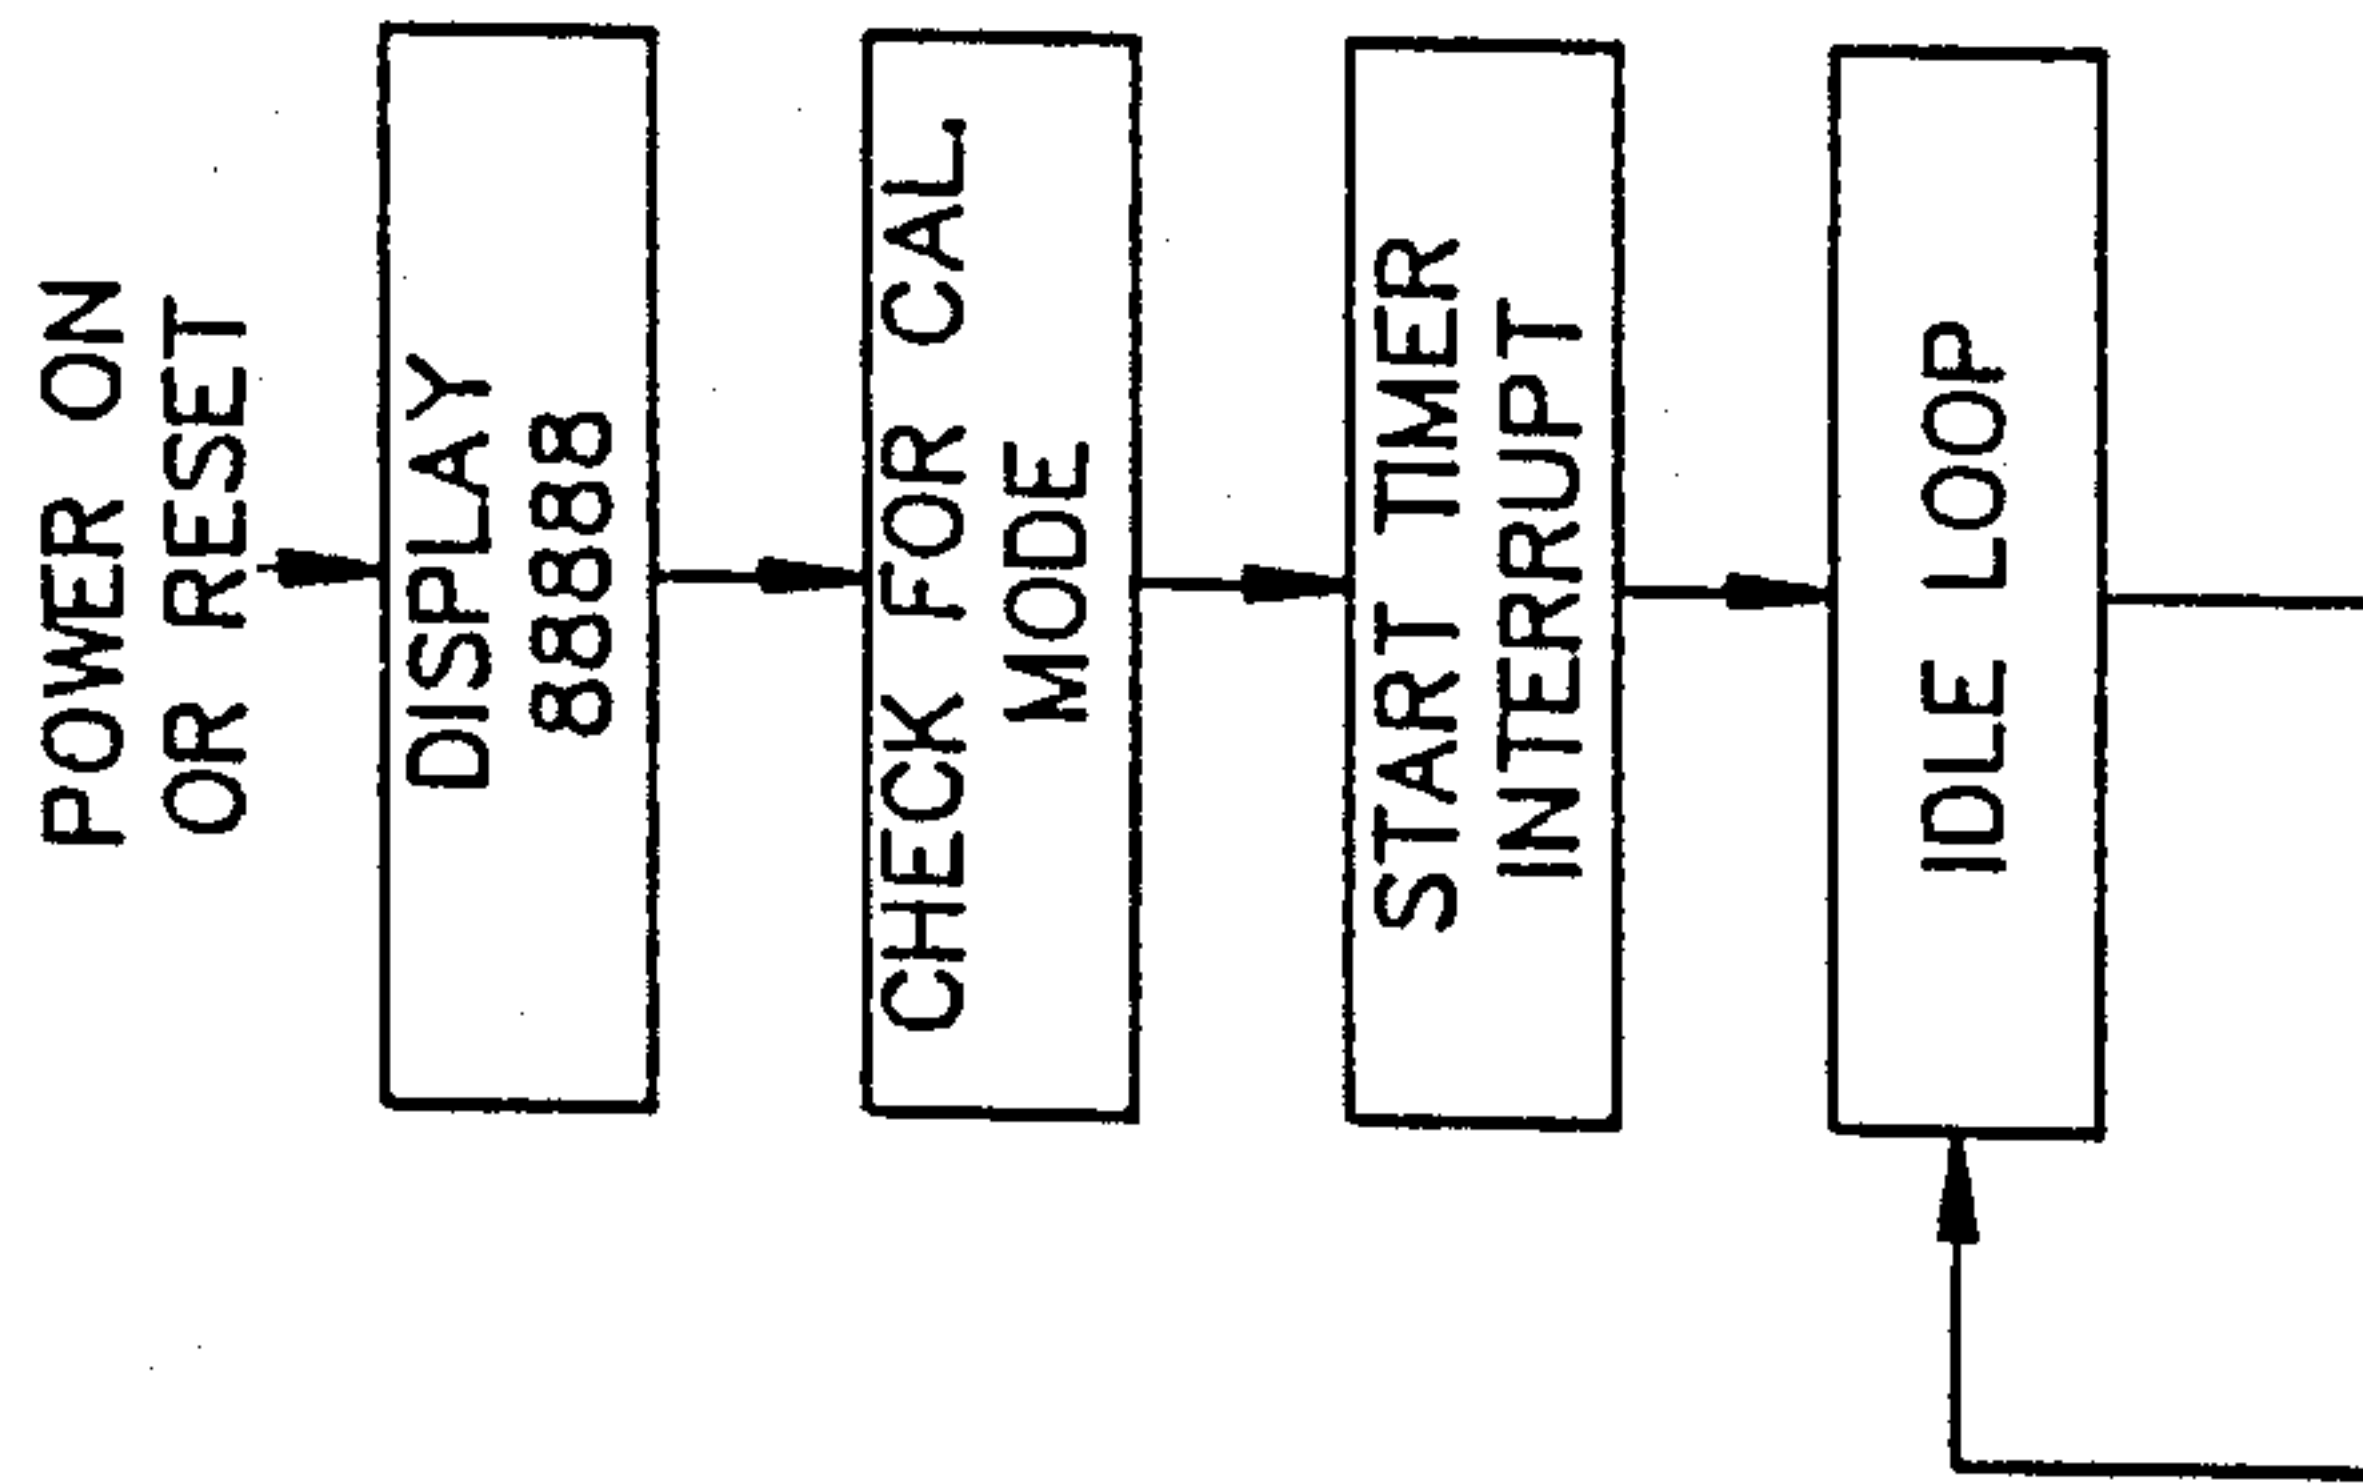 POWER ON
OR RESET
DISPLAY
88888
CHECK FOR CAL.
MODE
START TIMER
INTERRUPT
IDLE LOOP